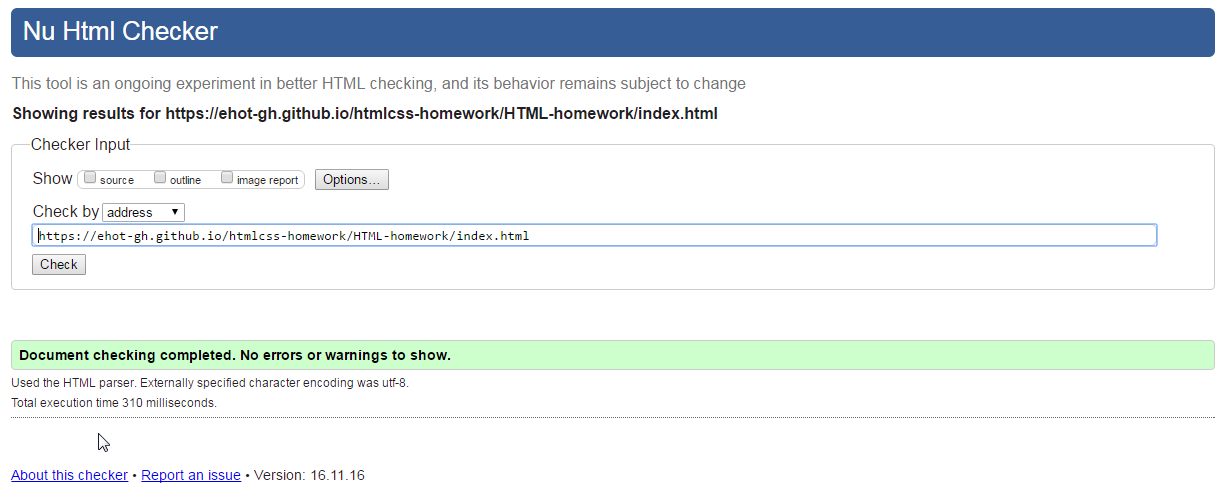 Nu Html Checker
This tool is an ongoing experiment in better HTML checking, and its behavior remains subject to change
Showing results for https://ehot-gh.github.io/htmlcss-homework/HTML-homework/index.html
Checker Input
Show source outline image report Options...
Check by address
https://ehot-gh.github.io/htmlcss-homework/HTML-homework/index.html
Check
Document checking completed. No errors or warnings to show.
Used the HTML parser. Externally specified character encoding was utf-8.
Total execution time 310 milliseconds.
About this checker • Report an issue • Version: 16.11.16